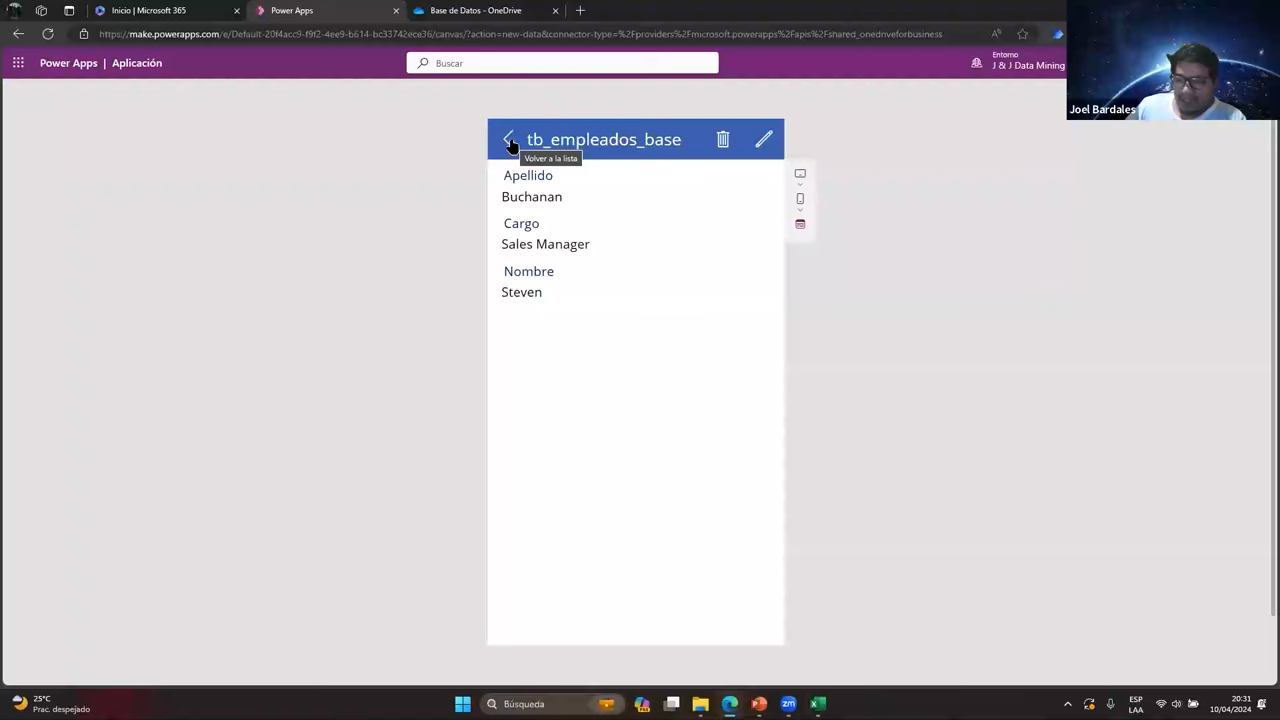 Inicio | Microsoft 365
Power Apps
Base de Datos - OneDrive
https://make.powerapps.com/e/Default-20f4acc9-f9f2-4ee9-b614-bc33742ece36/canvas/?action=new-data&connector-type=%2Fproviders%2Fmicrosoft.powerapps%2Fapis%2Fshared_onedriveforbusiness
Power Apps | Aplicación
Buscar
Entorno
J & J Data Mining
Joel Bardales
tb_empleados_base
Volver a la lista
Apellido
Buchanan
Cargo
Sales Manager
Nombre
Steven
25°C
Prac. despejado
Búsqueda
ESP
LAA
20:31
10/04/2024